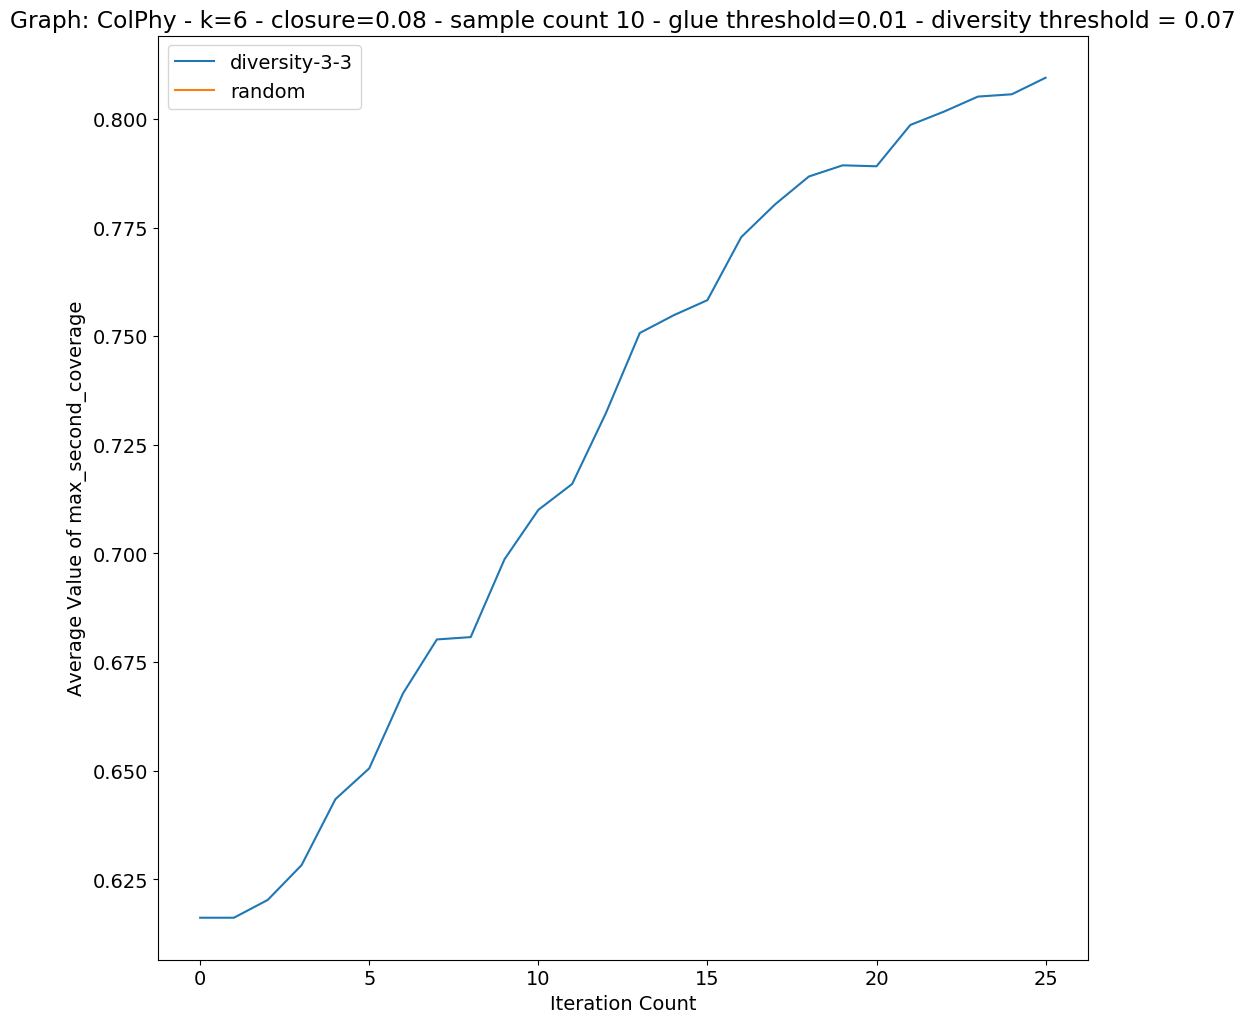 Graph: ColPhy - k=6 - closure=0.08 - sample count 10 - glue threshold=0.01 - diversity threshold = 0.07
diversity-3-3
random
0.800
0.775
0.750
0.725
0.700
0.675
0.650
0.625
Average Value of max_second_coverage
0 5 10 15 20 25
Iteration Count